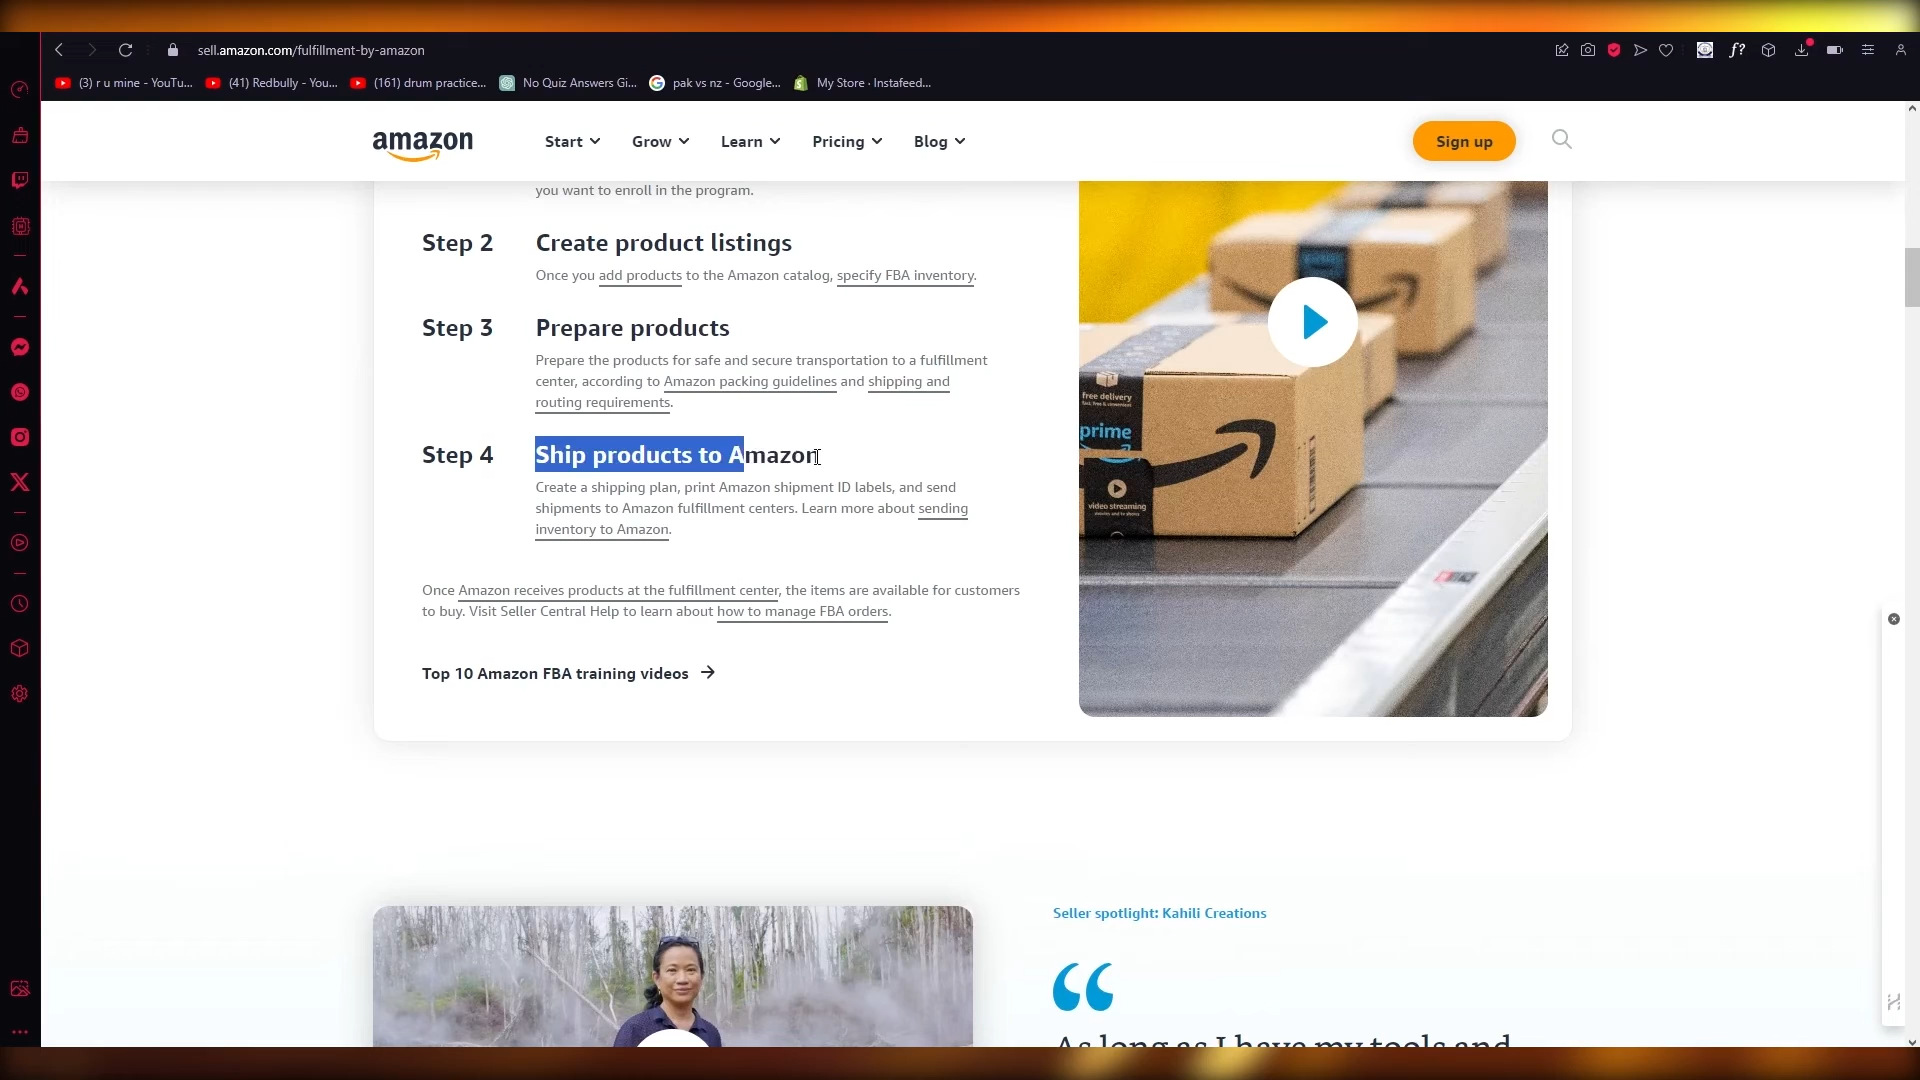 sell.amazon.com/fulfillment-by-amazon
(3) r u mine - YouTu...
(41) Redbully - You...
(161) drum practice...
No Quiz Answers Gi...
pak vs nz - Google...
My Store · Instafeed...
amazon
Start
Grow
Learn
Pricing
Blog
Sign up
you want to enroll in the program.
Step 2
Create product listings
Once you add products to the Amazon catalog, specify FBA inventory.
Step 3
Prepare products
Prepare the products for safe and secure transportation to a fulfillment
center, according to Amazon packing guidelines and shipping and
routing requirements.
Step 4
Ship products to Amazon
Create a shipping plan, print Amazon shipment ID labels, and send
shipments to Amazon fulfillment centers. Learn more about sending
inventory to Amazon.
Once Amazon receives products at the fulfillment center, the items are available for customers
to buy. Visit Seller Central Help to learn about how to manage FBA orders.
Top 10 Amazon FBA training videos
free delivery
prime
video streaming
Seller spotlight: Kahili Creations
As long as I have my tools and